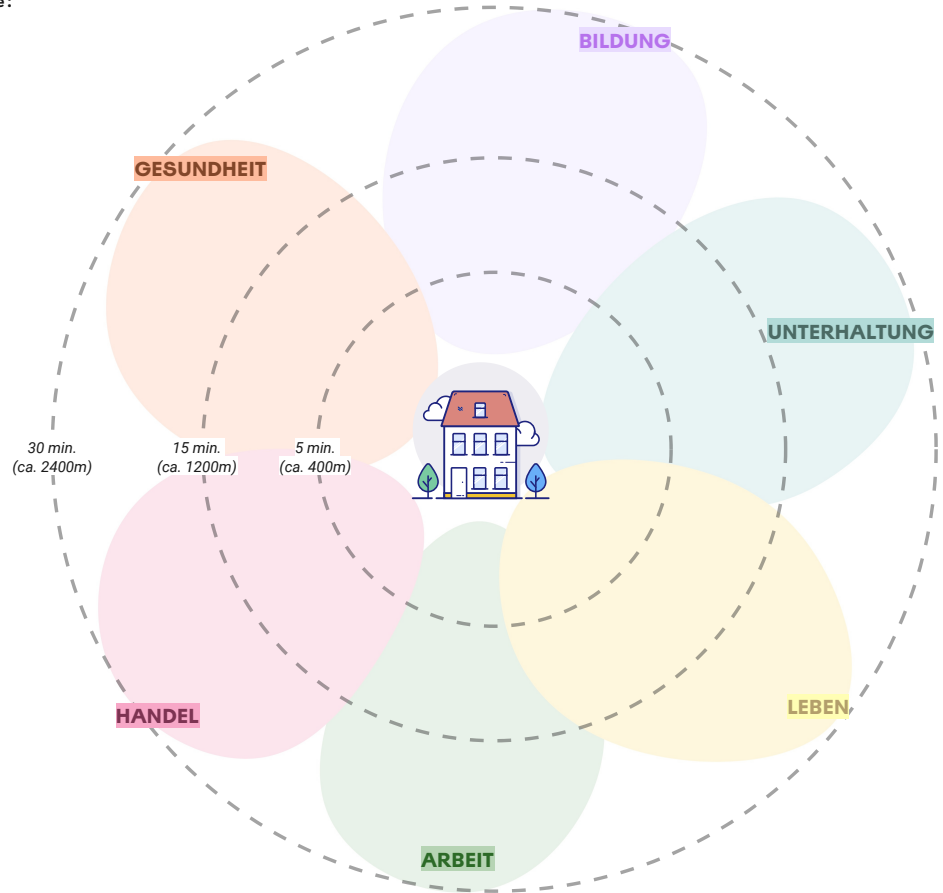 BILDUNG
GESUNDHEIT
UNTERHALTUNG
30 min.
(ca. 2400m)
15 min.
(ca. 1200m)
5 min.
(ca. 400m)
LEBEN
HANDEL
ARBEIT